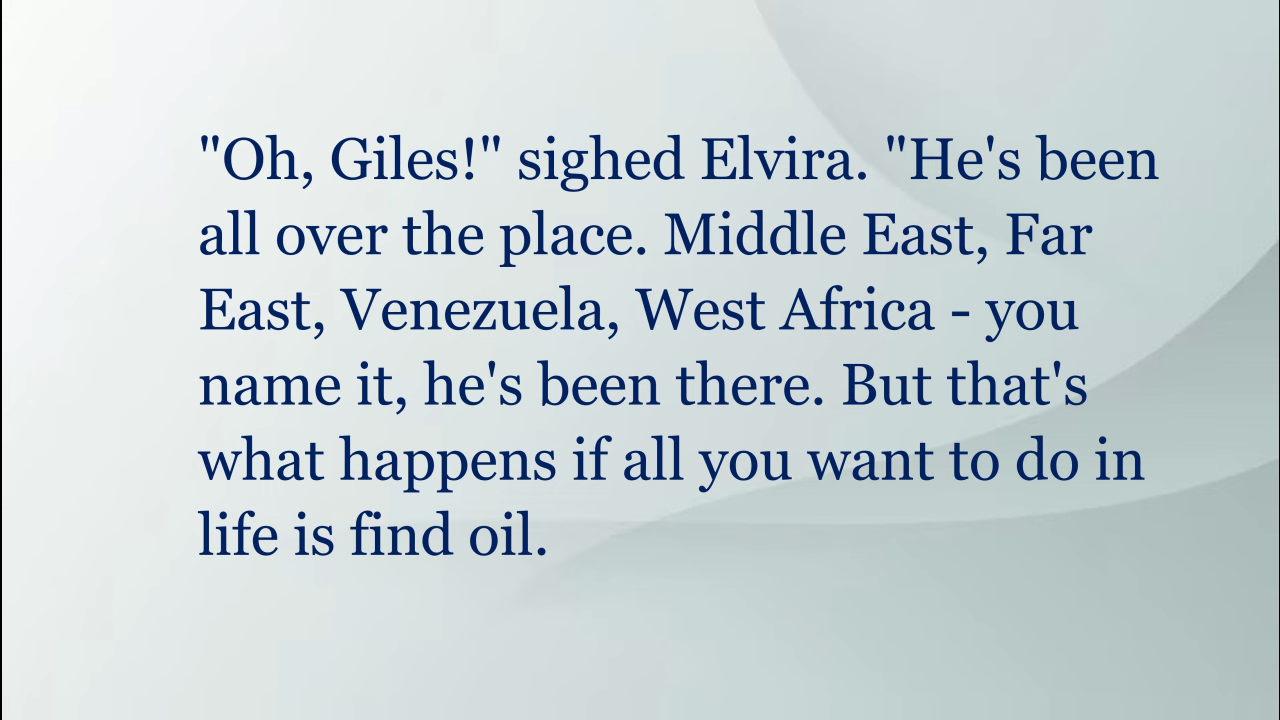 "Oh, Giles!" sighed Elvira. "He's been
all over the place. Middle East, Far
East, Venezuela, West Africa - you
name it, he's been there. But that's
what happens if all you want to do in
life is find oil.